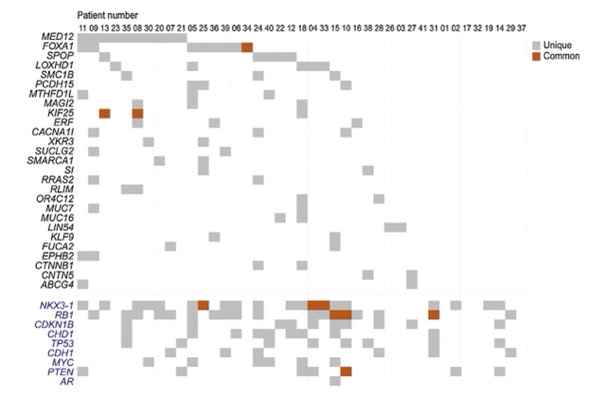 Patient number
11 09 13 23 35 08 30 20 07 21 05 25 36 39 06 34 24 40 22 12 18 04 33 15 10 16 38 28 26 03 27 41 31 01 02 17 32 19 14 29 37
MED12
FOXA1
SPOP
LOXHD1
SMC1B
PCDH15
MTHFD1L
MAGI2
KIF25
ERF
CACNA1I
XKR3
SUCLG2
SMARCA1
SI
RRAS2
RLIM
OR4C12
MUC7
MUC16
LIN54
KLF9
FUCA2
EPHB2
CTNNB1
CNTN5
ABCG4
NKX3-1
RB1
CDKN1B
CHD1
TP53
CDH1
MYC
PTEN
AR
Unique
Common